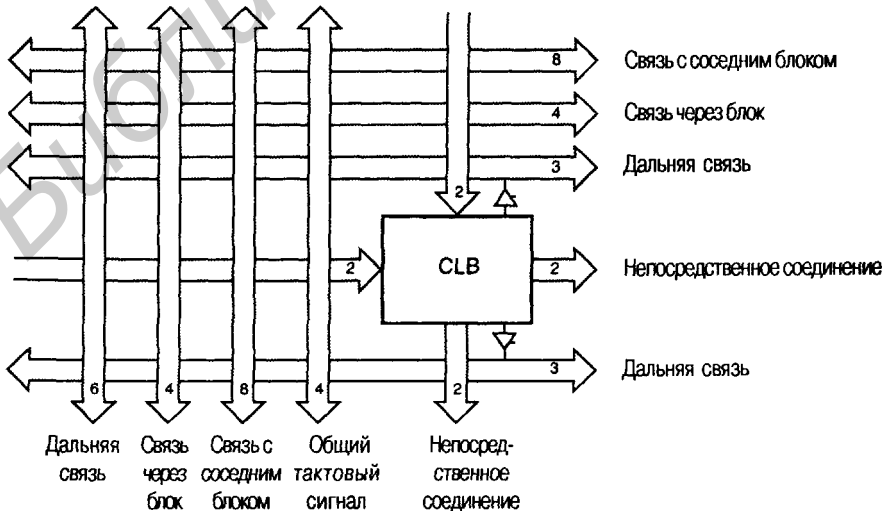 Библи
8
Связь с соседним блоком
4
Связь через блок
3
Дальняя связь
2
2
CLB
2
Непосредственное соединение
3
Дальняя связь
6
4
8
4
2
Дальняя
связь
Связь
через
блок
Связь с
соседним
блоком
Общий
тактовый
сигнал
Непосред-
ственное
соединение